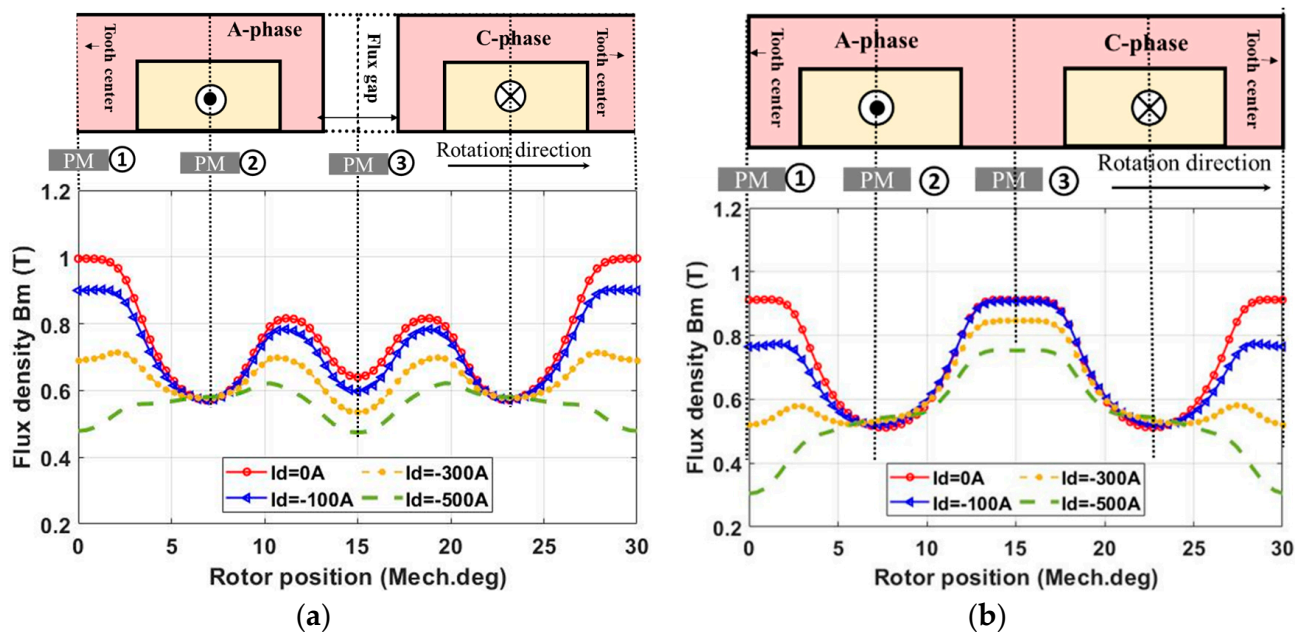 Tooth center
A-phase
Flux gap
C-phase
Tooth center
PM ①
PM ②
PM ③
Rotation direction
Flux density Bm (T)
1.2
1
0.8
0.6
0.4
0.2
Id=0A
Id=-300A
Id=-100A
Id=-500A
0 5 10 15 20 25 30
Rotor position (Mech.deg)
(a)
Tooth center
A-phase
C-phase
Tooth center
PM ①
PM ②
PM ③
Rotation direction
Flux density Bm (T)
1.2
1
0.8
0.6
0.4
0.2
Id=0A
Id=-300A
Id=-100A
Id=-500A
0 5 10 15 20 25 30
Rotor position (Mech.deg)
(b)